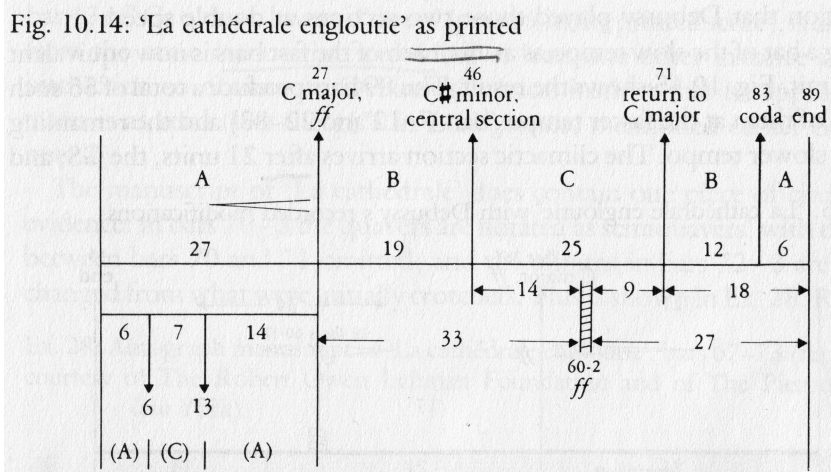 Fig. 10.14: ‘La cathédrale engloutie’ as printed
27 46 71 83 89
C major, C♯ minor, return to coda end
ff central section C major
A B C B A
27 19 25 12 6
14 9 18
6 7 14 33 27
60-2
6 13 ff
(A) (C) (A)